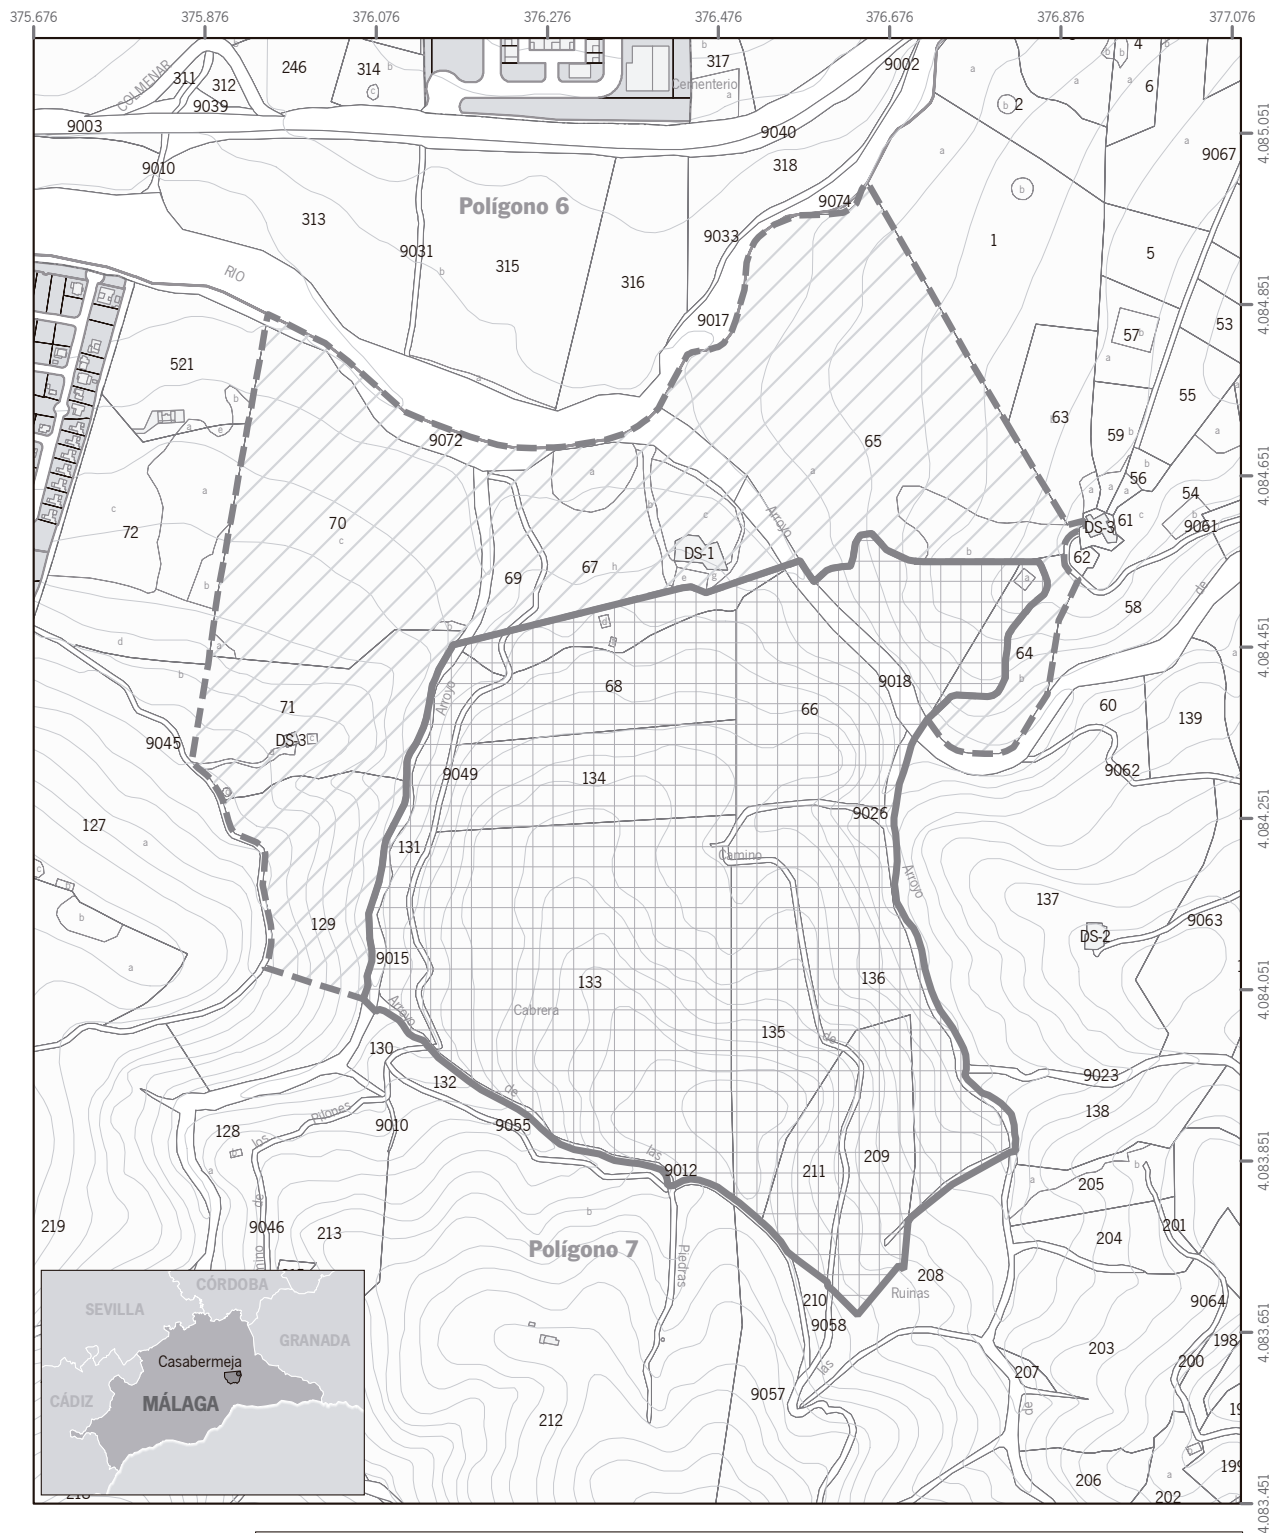 375.676 375.876 376.076 376.276 376.476 376.676 376.876 377.076
4.085.051
4.084.851
4.084.651
4.084.451
4.084.251
4.084.051
4.083.851
4.083.651
4.083.451
COLMENAR
311
312
246
314
b
c
9039
9003
9010
317
b
Cementerio
a
9002
9040
318
a
b 2
a
4
b
b
b
a
6
a
9067
Polígono 6
313
9031
b
315
316
9033
9074
9017
a
b
1
5
RIO
57
b
53
a
521
b
a
e
a
9072
65
63
55
59
b
a
a
c
72
a
70
c
a
b
c
Arroyo
a
56
b
a
a
a
54
DS-3
61
c
b
9061
DS-1
e
g
67
h
69
b
62
a
58
de
b
d
b
a
b
g
g
64
b
a
68
9018
66
60
139
71
DS-3
a
c
9045
Arroyo
9049
134
9062
127
a
131
9026
Camino
Arroyo
137
9063
DS-2
c
b
b
a
129
9015
133
Cabrera
136
135
de
Arroyo
130
132
de
9023
138
Pilones
los
9010
9055
128
b
a
de
las
9012
211
209
a
b
205
201
204
219
9046
213
b
Polígono 7
Piedras
210
9058
208
Ruinas
9064
203
198
200
las
207
de
9057
212
206
a
b
199
202
CÓRDOBA
SEVILLA
GRANADA
Casabermeja
CÁDIZ
MÁLAGA